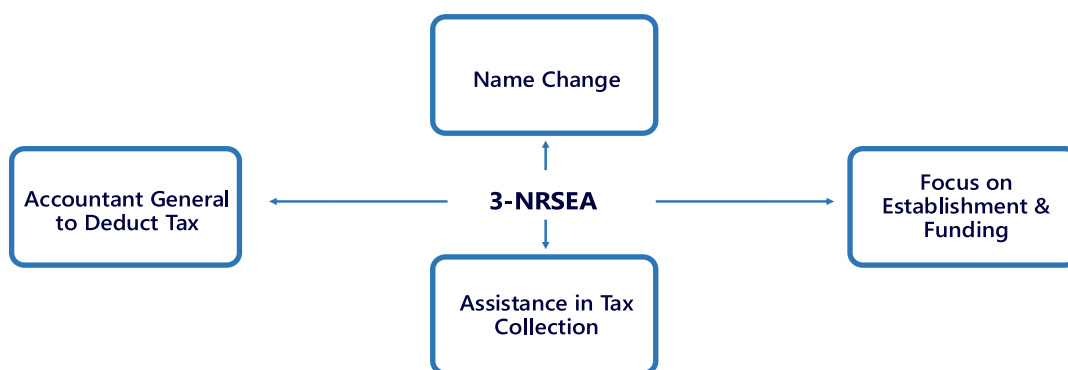 Name Change
Accountant General
to Deduct Tax
3-NRSEA
Focus on
Establishment &
Funding
Assistance in Tax
Collection